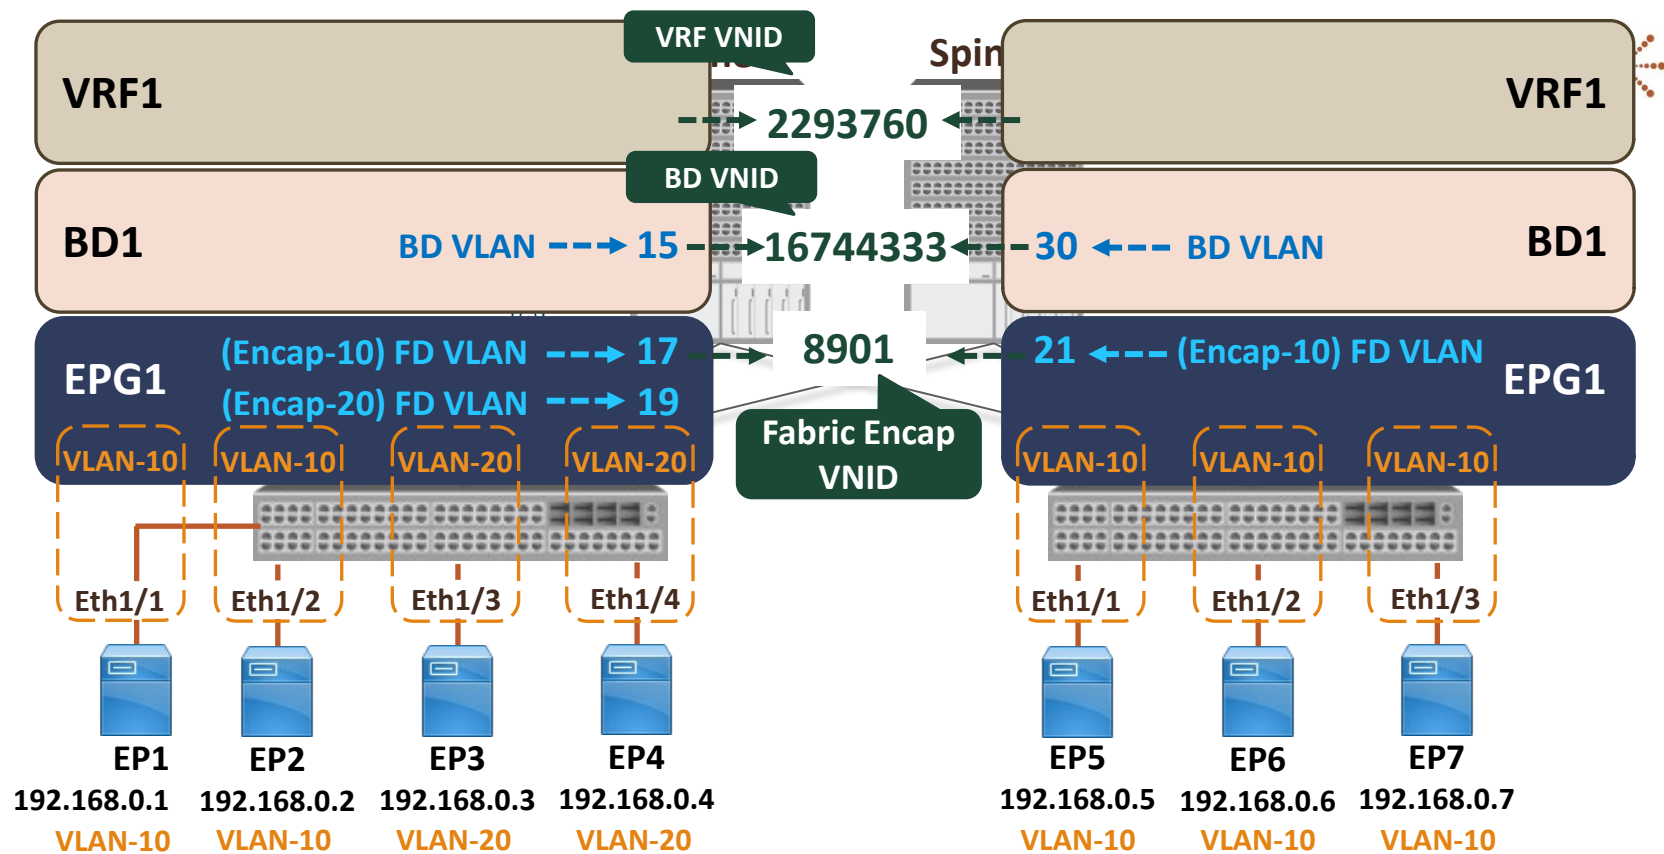 VRF VNID
Spin
VRF1
VRF1
2293760
BD VNID
BD1
BD VLAN
15
16744333
30
BD VLAN
BD1
(Encap-10) FD VLAN
17
8901
21
(Encap-10) FD VLAN
EPG1
EPG1
(Encap-20) FD VLAN
19
Fabric Encap
VNID
VLAN-10
VLAN-10
VLAN-20
VLAN-20
VLAN-10
VLAN-10
VLAN-10
Eth1/1
Eth1/2
Eth1/3
Eth1/4
Eth1/1
Eth1/2
Eth1/3
EP1
EP2
EP3
EP4
EP5
EP6
EP7
192.168.0.1
192.168.0.2
192.168.0.3
192.168.0.4
192.168.0.5
192.168.0.6
192.168.0.7
VLAN-10
VLAN-10
VLAN-20
VLAN-20
VLAN-10
VLAN-10
VLAN-10